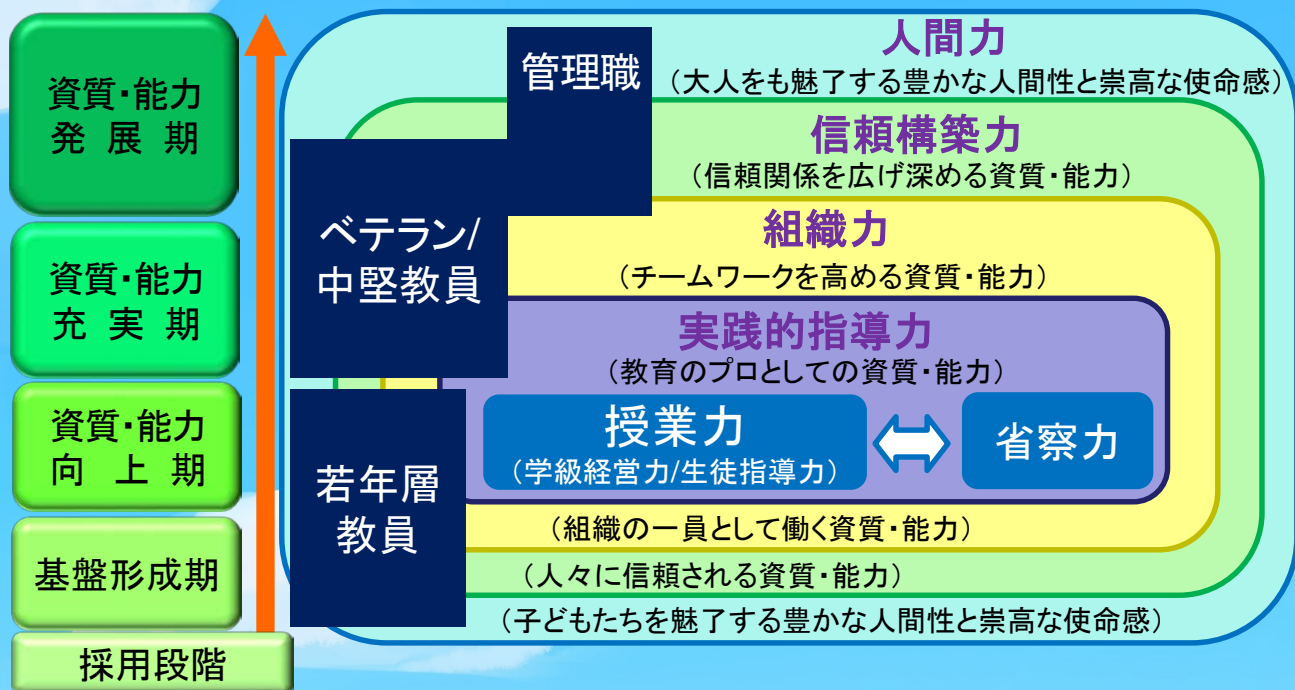 資質・能力
発展期
資質・能力
充実期
資質・能力
向上期
基盤形成期
採用段階
管理職
ベテラン/
中堅教員
若年層
教員
人間力
（大人をも魅了する豊かな人間性と崇高な使命感）
信頼構築力
（信頼関係を広げ深める資質・能力）
組織力
（チームワークを高める資質・能力）
実践的指導力
（教育のプロとしての資質・能力）
授業力
（学級経営力/生徒指導力）
省察力
（組織の一員として働く資質・能力）
（人々に信頼される資質・能力）
（子どもたちを魅了する豊かな人間性と崇高な使命感）